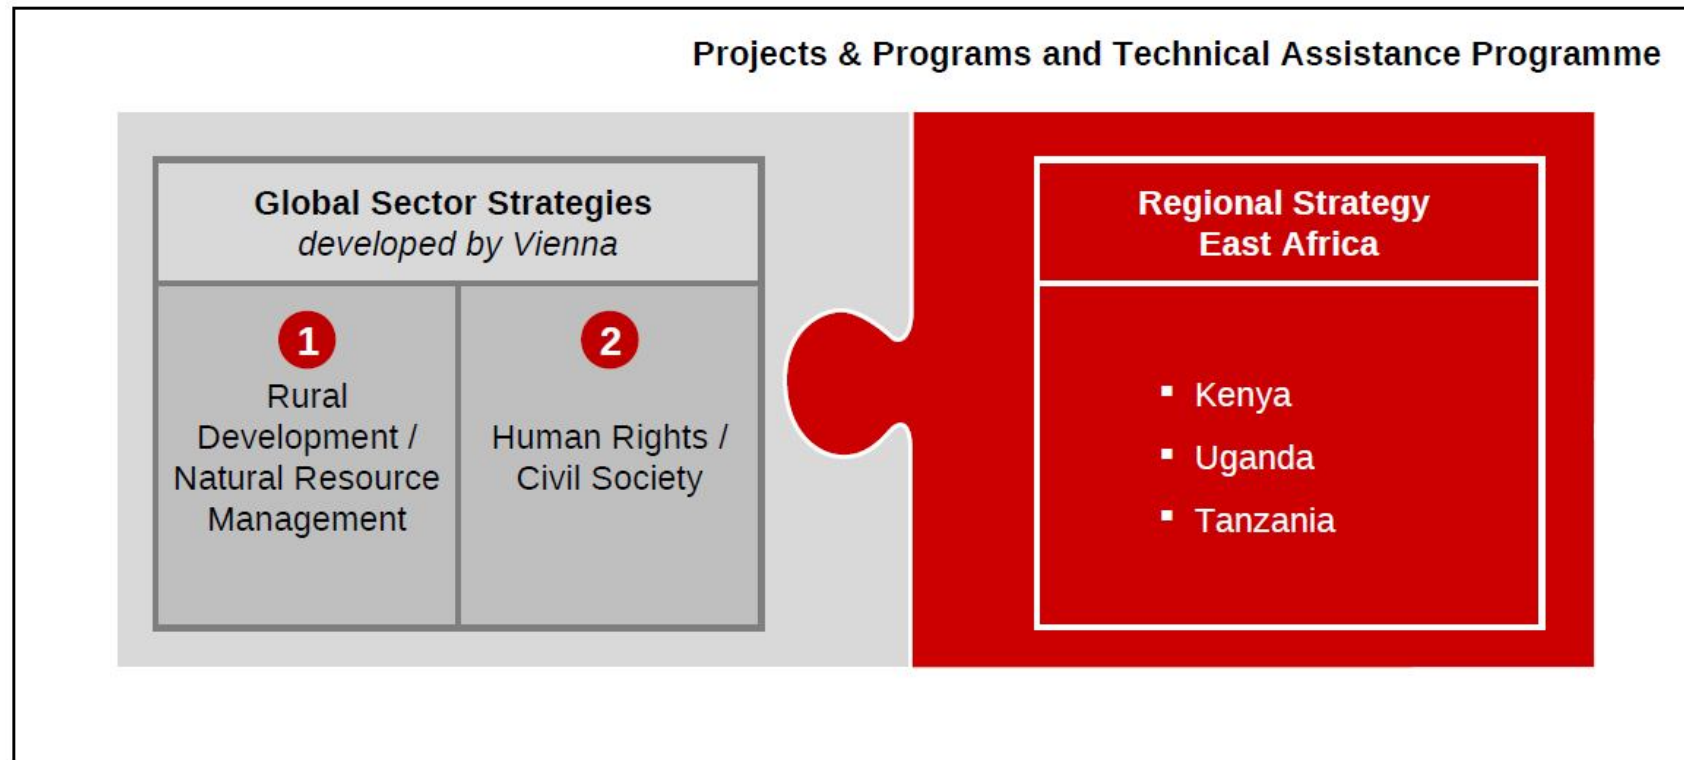 Projects & Programs and Technical Assistance Programme
Global Sector Strategies
developed by Vienna
1
Rural
Development /
Natural Resource
Management
2
Human Rights /
Civil Society
Regional Strategy
East Africa
▪ Kenya
▪ Uganda
▪ Tanzania